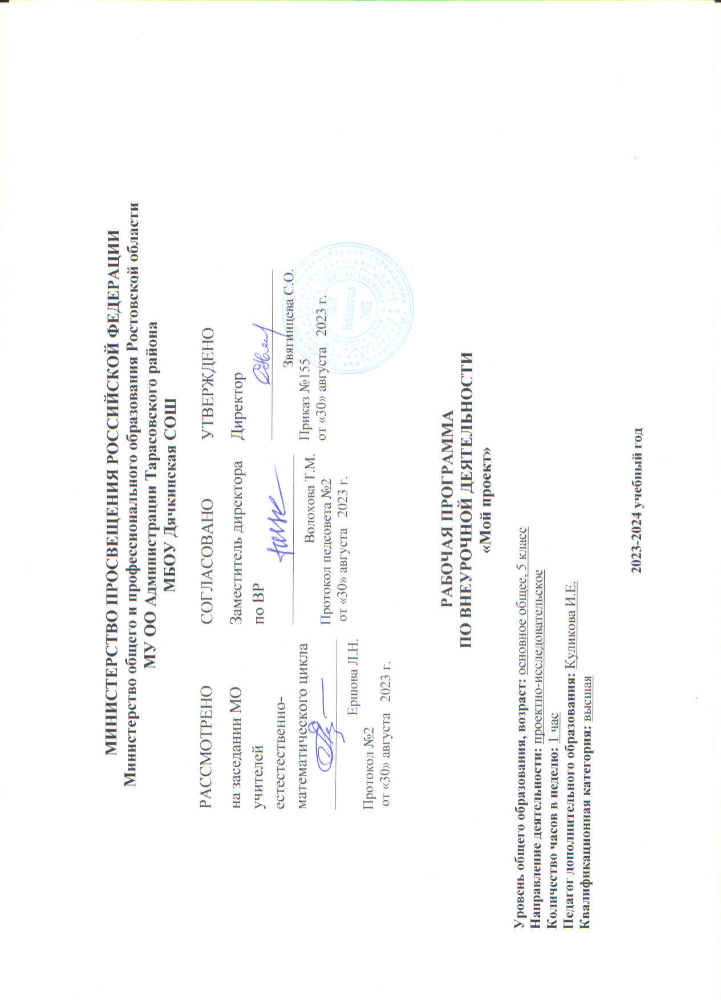 МИНИСТЕРСТВО ПРОСВЕЩЕНИЯ РОССИЙСКОЙ ФЕДЕРАЦИИ
Министерство общего и профессионального образования Ростовской области
МУ ОО Администрации Тарасовского района
МБОУ Дячкинская СОШ
РАССМОТРЕНО
на заседании МО
учителей
естественно-
математического цикла
Ершова Л.Н.
Протокол №2
от «30» августа 2023 г.
СОГЛАСОВАНО
Заместитель директора
по ВР
Волохова Т.М.
Протокол педсовета №2
от «30» августа 2023 г.
УТВЕРЖДЕНО
Директор
Звягинцева С.О.
Приказ №155
от «30» августа 2023 г.
РАБОЧАЯ ПРОГРАММА
ПО ВНЕУРОЧНОЙ ДЕЯТЕЛЬНОСТИ
«Мой проект»
Уровень общего образования, возраст: основное общее, 5 класс
Направление деятельности: проектно-исследовательское
Количество часов в неделю: 1 час
Педагог дополнительного образования: Куликова И.Е.
Квалификационная категория: высшая
2023-2024 учебный год